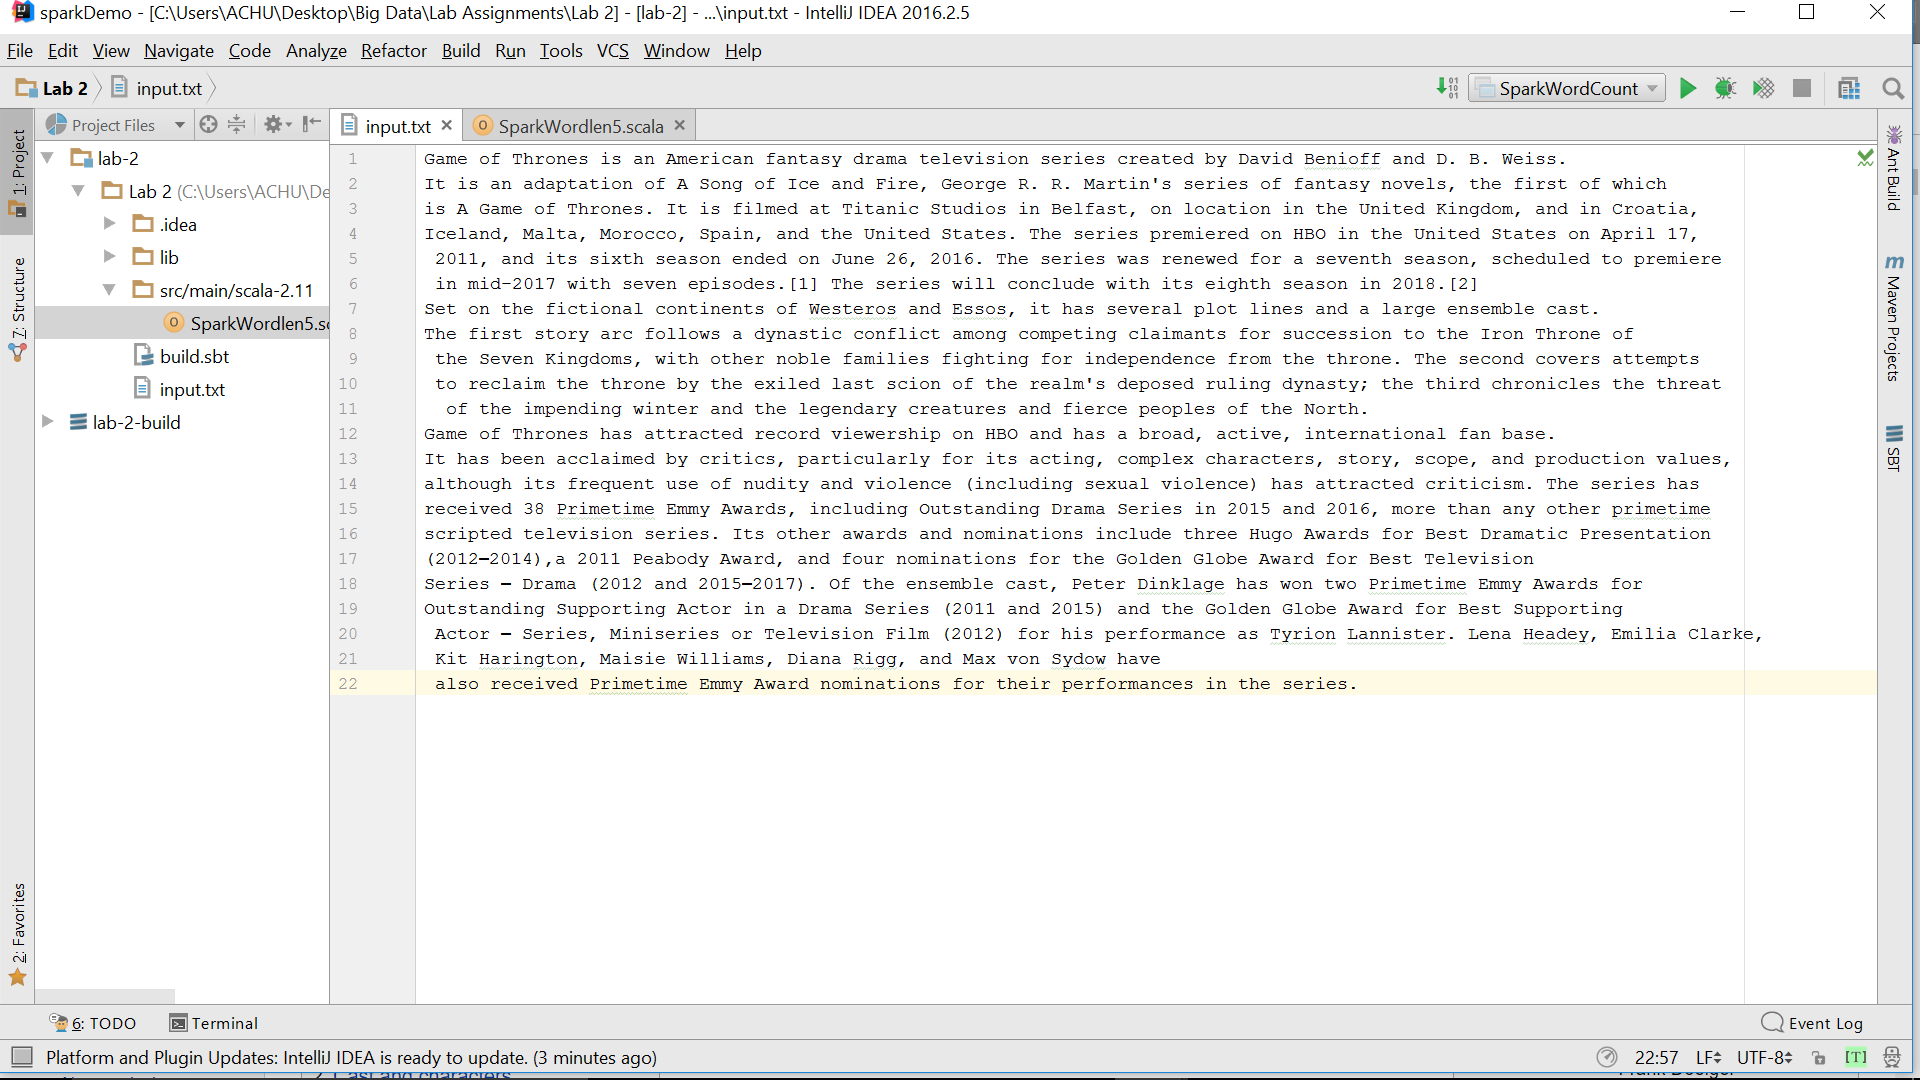 sparkDemo - [C:\Users\ACHU\Desktop\Big Data\Lab Assignments\Lab 2] - [lab-2] - ...\input.txt - IntelliJ IDEA 2016.2.5
File Edit View Navigate Code Analyze Refactor Build Run Tools VCS Window Help
Lab 2 input.txt SparkWordCount
1: Project
7: Structure
2: Favorites
Project Files
lab-2
Lab 2 (C:\Users\ACHU\De
.idea
lib
src/main/scala-2.11
SparkWordlen5.sc
build.sbt
input.txt
lab-2-build
input.txt SparkWordlen5.scala
1 Game of Thrones is an American fantasy drama television series created by David Benioff and D. B. Weiss.
2 It is an adaptation of A Song of Ice and Fire, George R. R. Martin's series of fantasy novels, the first of which
3 is A Game of Thrones. It is filmed at Titanic Studios in Belfast, on location in the United Kingdom, and in Croatia,
4 Iceland, Malta, Morocco, Spain, and the United States. The series premiered on HBO in the United States on April 17,
5 2011, and its sixth season ended on June 26, 2016. The series was renewed for a seventh season, scheduled to premiere
6 in mid-2017 with seven episodes.[1] The series will conclude with its eighth season in 2018.[2]
7 Set on the fictional continents of Westeros and Essos, it has several plot lines and a large ensemble cast.
8 The first story arc follows a dynastic conflict among competing claimants for succession to the Iron Throne of
9 the Seven Kingdoms, with other noble families fighting for independence from the throne. The second covers attempts
10 to reclaim the throne by the exiled last scion of the realm's deposed ruling dynasty; the third chronicles the threat
11 of the impending winter and the legendary creatures and fierce peoples of the North.
12 Game of Thrones has attracted record viewership on HBO and has a broad, active, international fan base.
13 It has been acclaimed by critics, particularly for its acting, complex characters, story, scope, and production values,
14 although its frequent use of nudity and violence (including sexual violence) has attracted criticism. The series has
15 received 38 Primetime Emmy Awards, including Outstanding Drama Series in 2015 and 2016, more than any other primetime
16 scripted television series. Its other awards and nominations include three Hugo Awards for Best Dramatic Presentation
17 (2012–2014),a 2011 Peabody Award, and four nominations for the Golden Globe Award for Best Television
18 Series – Drama (2012 and 2015–2017). Of the ensemble cast, Peter Dinklage has won two Primetime Emmy Awards for
19 Outstanding Supporting Actor in a Drama Series (2011 and 2015) and the Golden Globe Award for Best Supporting
20 Actor – Series, Miniseries or Television Film (2012) for his performance as Tyrion Lannister. Lena Headey, Emilia Clarke,
21 Kit Harington, Maisie Williams, Diana Rigg, and Max von Sydow have
22 also received Primetime Emmy Award nominations for their performances in the series.
Ant Build
Maven Projects
SBT
6: TODO Terminal Event Log
Platform and Plugin Updates: IntelliJ IDEA is ready to update. (3 minutes ago) 22:57 LF UTF-8 [T]